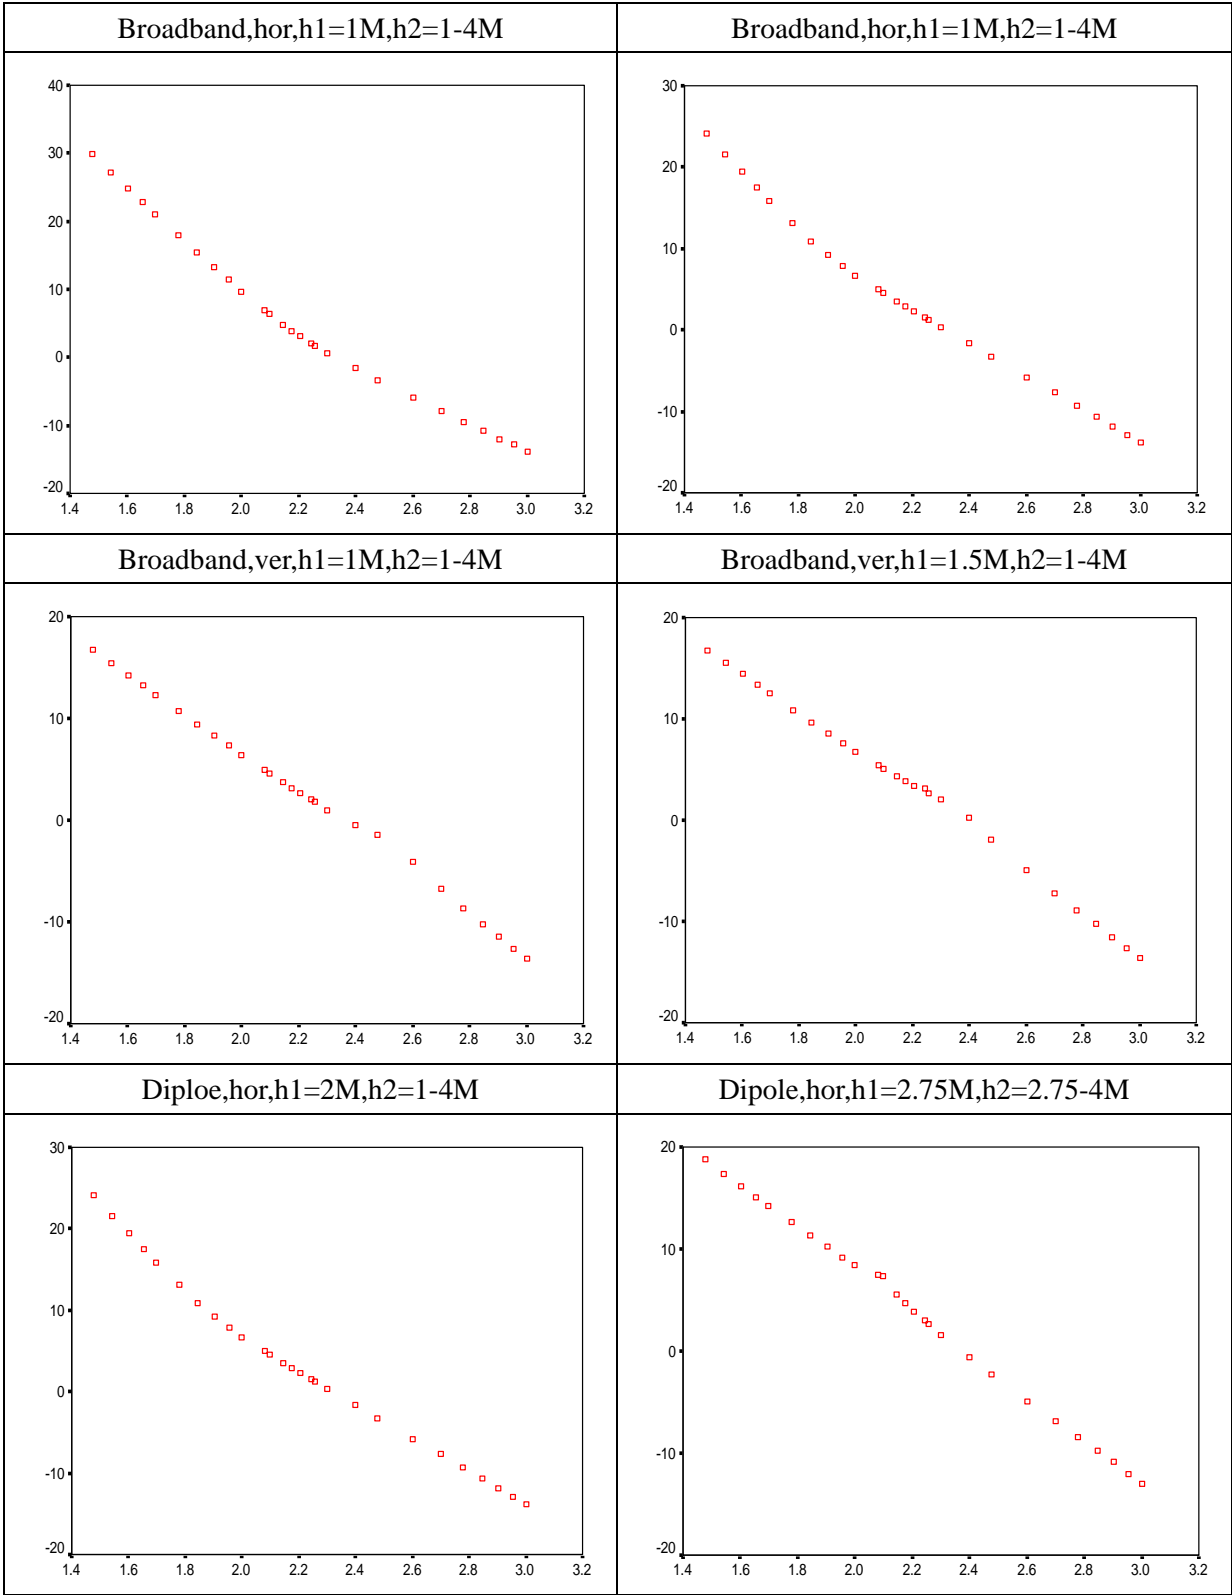 Broadband,hor,h1=1M,h2=1-4M
Broadband,hor,h1=1M,h2=1-4M
40
30
20
10
0
-10
-20
1.4 1.6 1.8 2.0 2.2 2.4 2.6 2.8 3.0 3.2
30
20
10
0
-10
-20
1.4 1.6 1.8 2.0 2.2 2.4 2.6 2.8 3.0 3.2
Broadband,ver,h1=1M,h2=1-4M
Broadband,ver,h1=1.5M,h2=1-4M
20
10
0
-10
-20
1.4 1.6 1.8 2.0 2.2 2.4 2.6 2.8 3.0 3.2
20
10
0
-10
-20
1.4 1.6 1.8 2.0 2.2 2.4 2.6 2.8 3.0 3.2
Diploe,hor,h1=2M,h2=1-4M
Dipole,hor,h1=2.75M,h2=2.75-4M
30
20
10
0
-10
-20
1.4 1.6 1.8 2.0 2.2 2.4 2.6 2.8 3.0 3.2
20
10
0
-10
-20
1.4 1.6 1.8 2.0 2.2 2.4 2.6 2.8 3.0 3.2